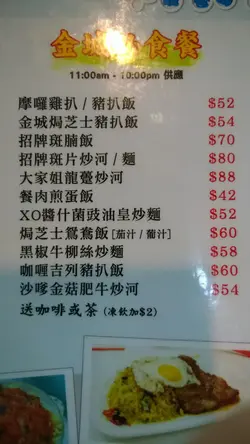 金城 食餐
11:00am - 10:00pm 供應
摩囉雞扒 / 豬扒飯 $52
金城焗芝士豬扒飯 $54
招牌斑腩飯 $70
招牌斑片炒河 / 麵 $80
大家姐龍躉炒河 $88
餐肉煎蛋飯 $42
XO醬什菌豉油皇炒麵 $52
焗芝士鴛鴦飯 [茄汁 / 葡汁] $60
黑椒牛柳絲炒麵 $58
咖喱吉列豬扒飯 $60
沙嗲金菇肥牛炒河 $54
送咖啡或茶 (凍飲加$2)